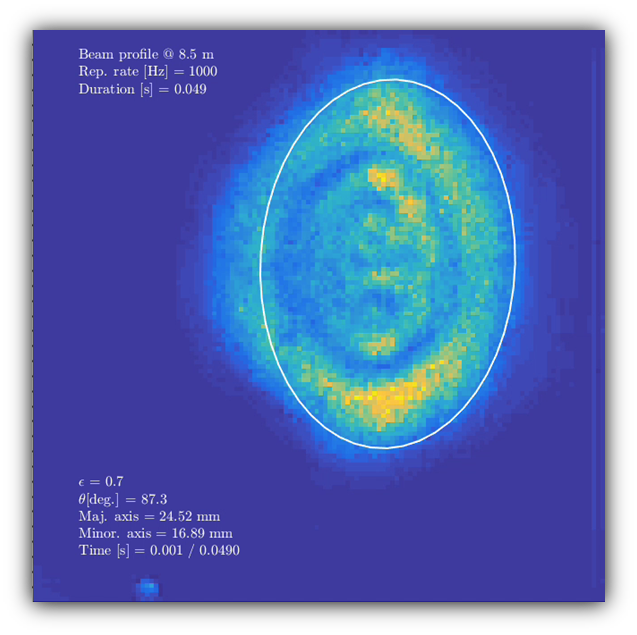 Beam profile @ 8.5 m
Rep. rate [Hz] = 1000
Duration [s] = 0.049
ϵ = 0.7
θ[deg.] = 87.3
Maj. axis = 24.52 mm
Minor. axis = 16.89 mm
Time [s] = 0.001 / 0.0490